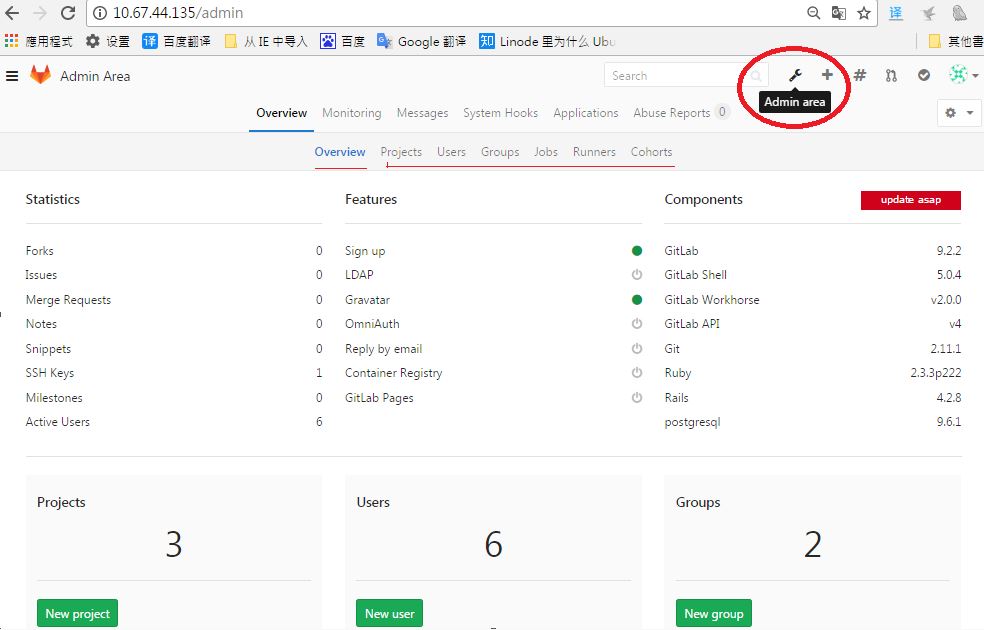 10.67.44.135/admin
應用程式 设置 译 百度翻译 从 IE 中导入 百度 Google 翻译 知 Linode 里为什么 Ubu 其他書
译
Admin Area
Search
Admin area
Overview Monitoring Messages System Hooks Applications Abuse Reports 0
Overview Projects Users Groups Jobs Runners Cohorts
Statistics
Forks 0
Issues 0
Merge Requests 0
Notes 0
Snippets 0
SSH Keys 1
Milestones 0
Active Users 6
Features
Sign up
LDAP
Gravatar
OmniAuth
Reply by email
Container Registry
GitLab Pages
Components update asap
GitLab 9.2.2
GitLab Shell 5.0.4
GitLab Workhorse v2.0.0
GitLab API v4
Git 2.11.1
Ruby 2.3.3p222
Rails 4.2.8
postgresql 9.6.1
Projects
3
New project
Users
6
New user
Groups
2
New group